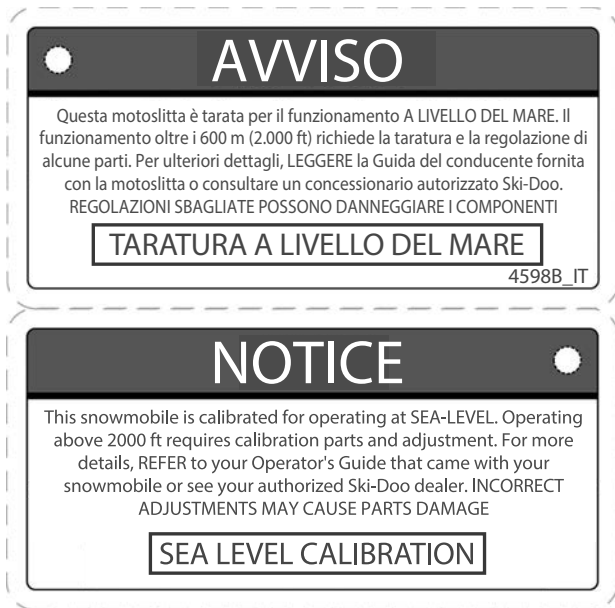 AVVISO
Questa motoslitta è tarata per il funzionamento A LIVELLO DEL MARE. Il
funzionamento oltre i 600 m (2.000 ft) richiede la taratura e la regolazione di
alcune parti. Per ulteriori dettagli, LEGGERE la Guida del conducente fornita
con la motoslitta o consultare un concessionario autorizzato Ski-Doo.
REGOLAZIONI SBAGLIATE POSSONO DANNEGGIARE I COMPONENTI
TARATURA A LIVELLO DEL MARE
4598B_IT
NOTICE
This snowmobile is calibrated for operating at SEA-LEVEL. Operating
above 2000 ft requires calibration parts and adjustment. For more
details, REFER to your Operator's Guide that came with your
snowmobile or see your authorized Ski-Doo dealer. INCORRECT
ADJUSTMENTS MAY CAUSE PARTS DAMAGE
SEA LEVEL CALIBRATION